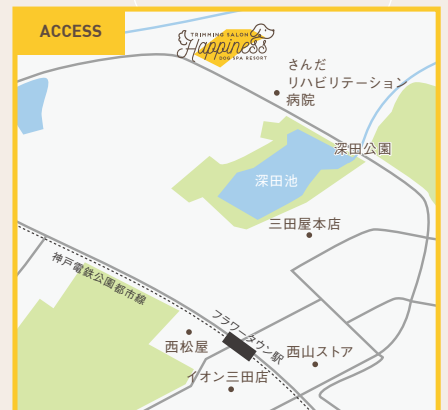 ACCESS
TRIMMING SALON
Happiness
DOG SPA RESORT
さんだ
リハビリテーション
病院
深田公園
深田池
三田屋本店
神戸電鉄公園都市線
フラワータウン駅
西松屋
西山ストア
イオン三田店